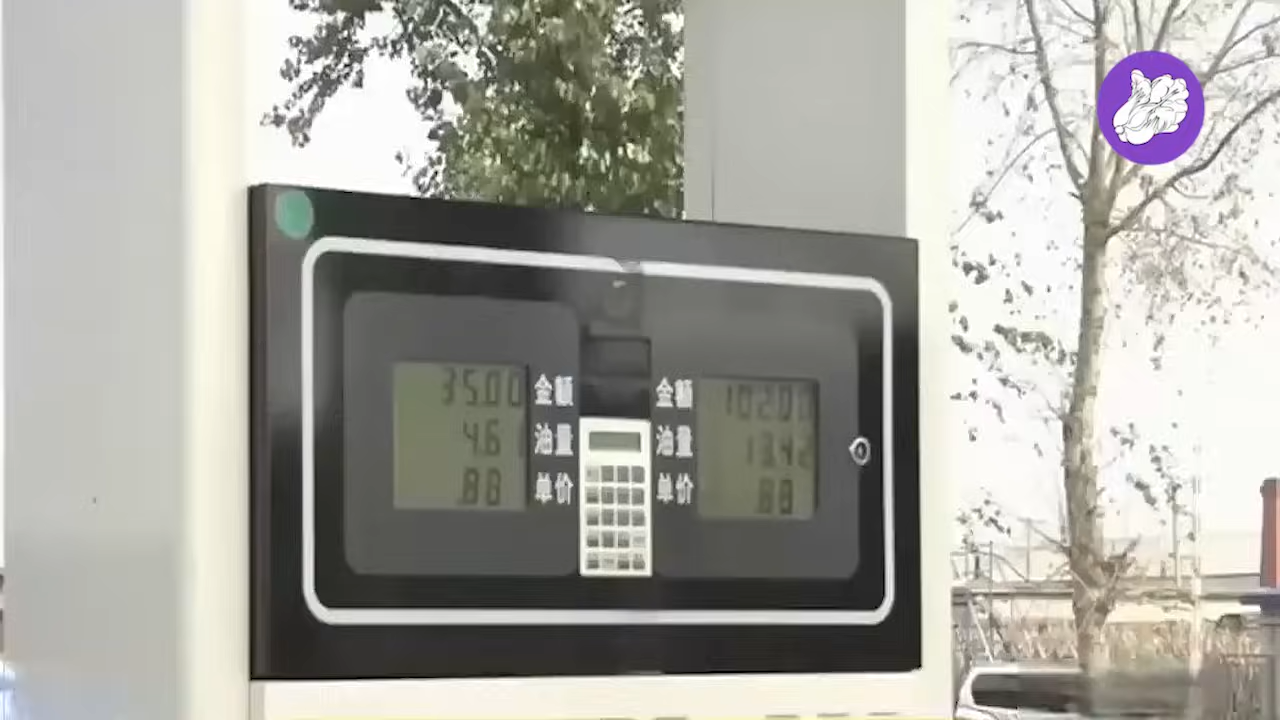 35.00 金额
4.61 油量
.88 单价
金额 102.00
油量 13.42
单价 .88